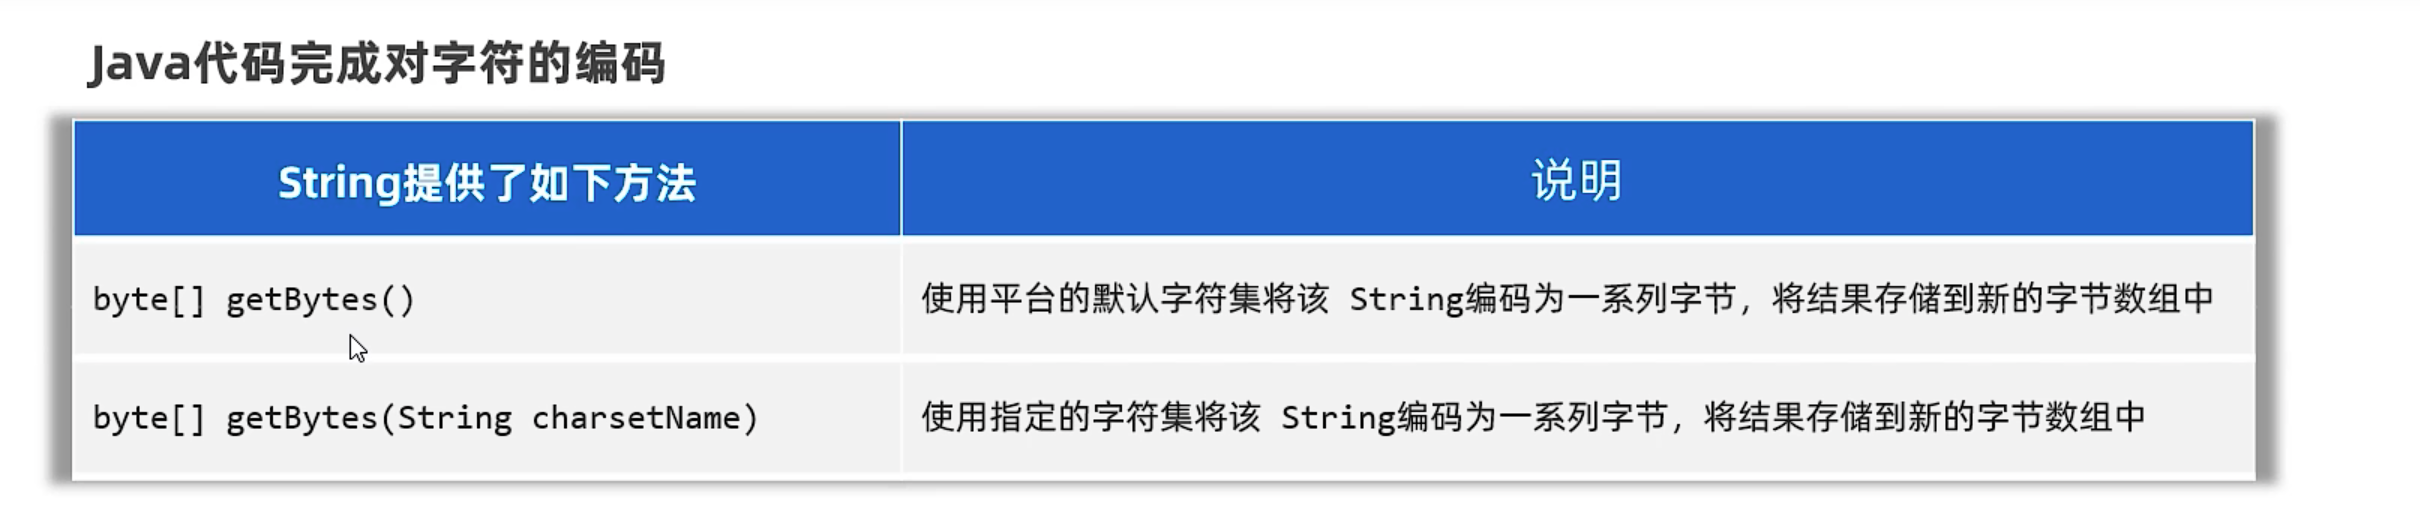 Java代码完成对字符的编码
String提供了如下方法
说明
byte[] getBytes()
使用平台的默认字符集将该 String编码为一系列字节，将结果存储到新的字节数组中
byte[] getBytes(String charsetName)
使用指定的字符集将该 String编码为一系列字节，将结果存储到新的字节数组中